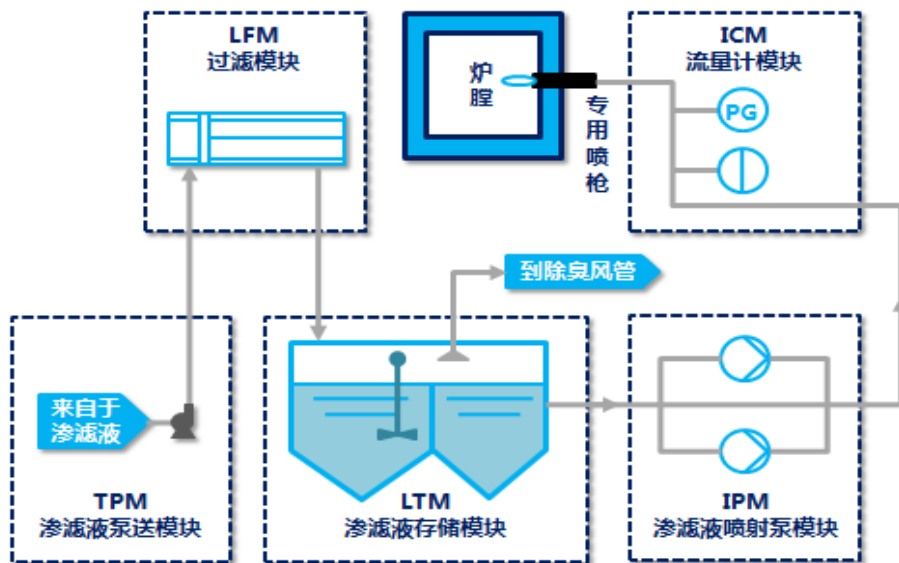 LFM
过滤模块
炉
膛
专
用
喷
枪
ICM
流量计模块
PG
到除臭风管
来自于
渗滤液
TPM
渗滤液泵送模块
LTM
渗滤液存储模块
IPM
渗滤液喷射泵模块